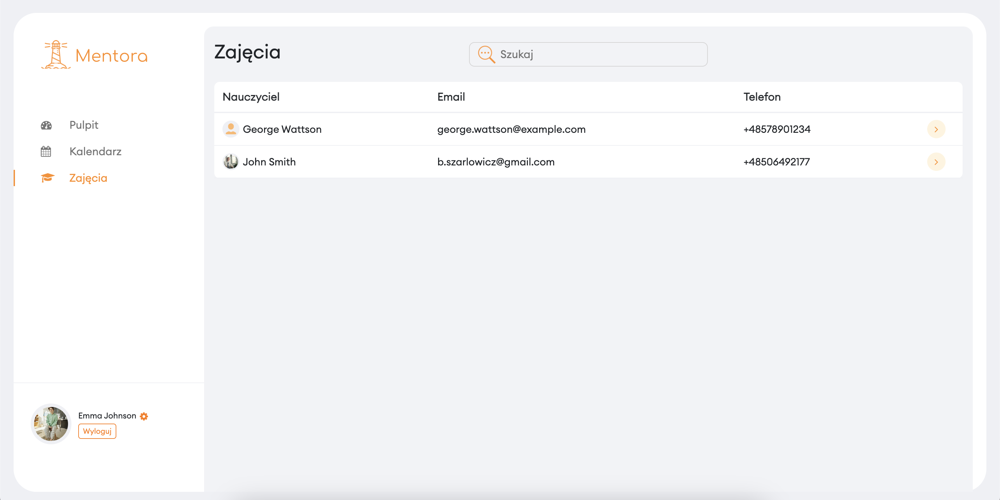 Mentora
Zajęcia
Szukaj
Nauczyciel Email Telefon
George Wattson george.wattson@example.com +48578901234
John Smith b.szarlowicz@gmail.com +48506492177
Pulpit
Kalendarz
Zajęcia
Emma Johnson
Wyloguj